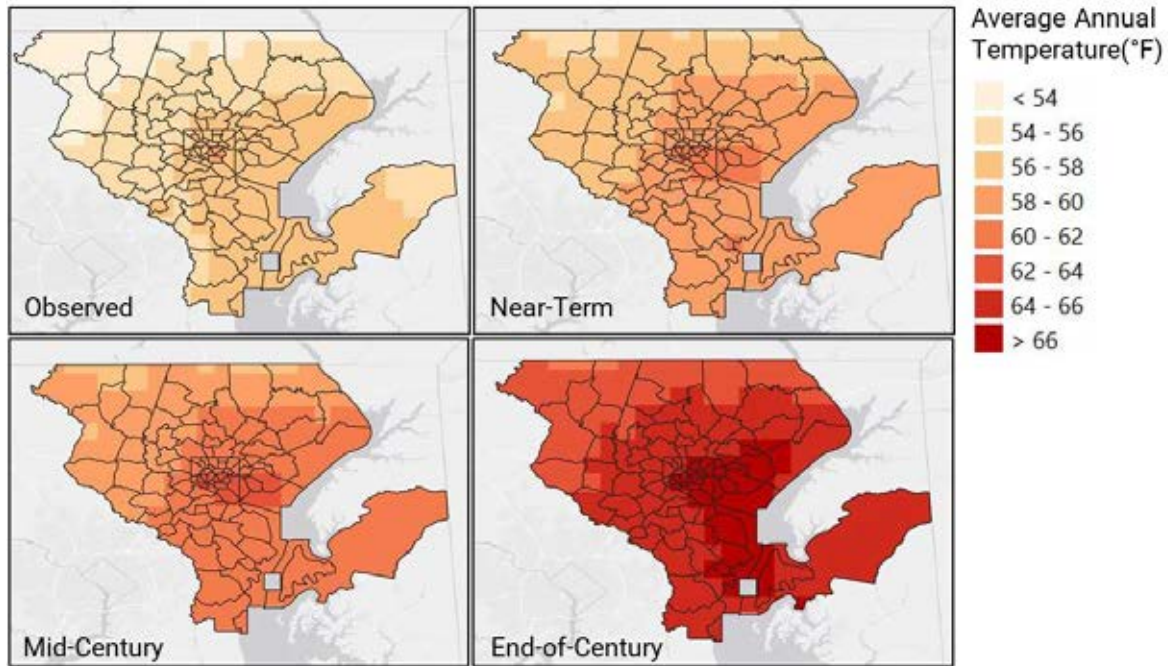 Average Annual
Temperature(°F)
< 54
54 - 56
56 - 58
58 - 60
60 - 62
62 - 64
64 - 66
> 66
Observed
Near-Term
Mid-Century
End-of-Century